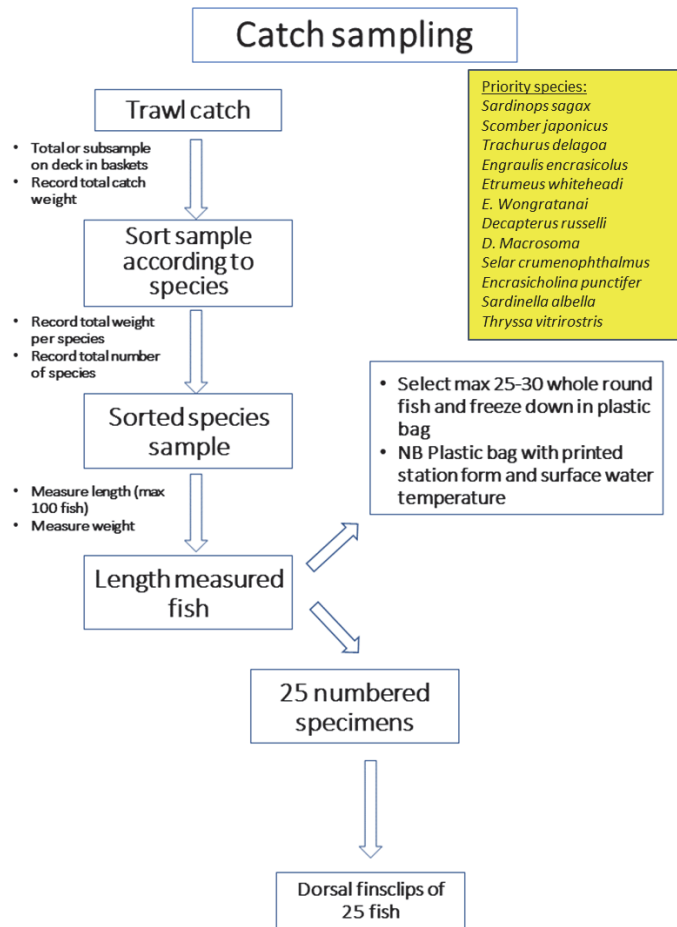 Catch sampling
Priority species:
Sardinops sagax
Scomber japonicus
Trachurus delagoa
Engraulis encrasicolus
Etrumeus whiteheadi
E. Wongratanai
Decapterus russelli
D. Macrosoma
Selar crumenophthalmus
Encrasicholina punctifer
Sardinella albella
Thryssa vitrirostris
Trawl catch
• Total or subsample
on deck in baskets
• Record total catch
weight
Sort sample
according to
species
• Record total weight
per species
• Record total number
of species
Sorted species
sample
• Measure length (max
100 fish)
• Measure weight
Length measured
fish
• Select max 25-30 whole round
fish and freeze down in plastic
bag
• NB Plastic bag with printed
station form and surface water
temperature
25 numbered
specimens
Dorsal finsclips of
25 fish